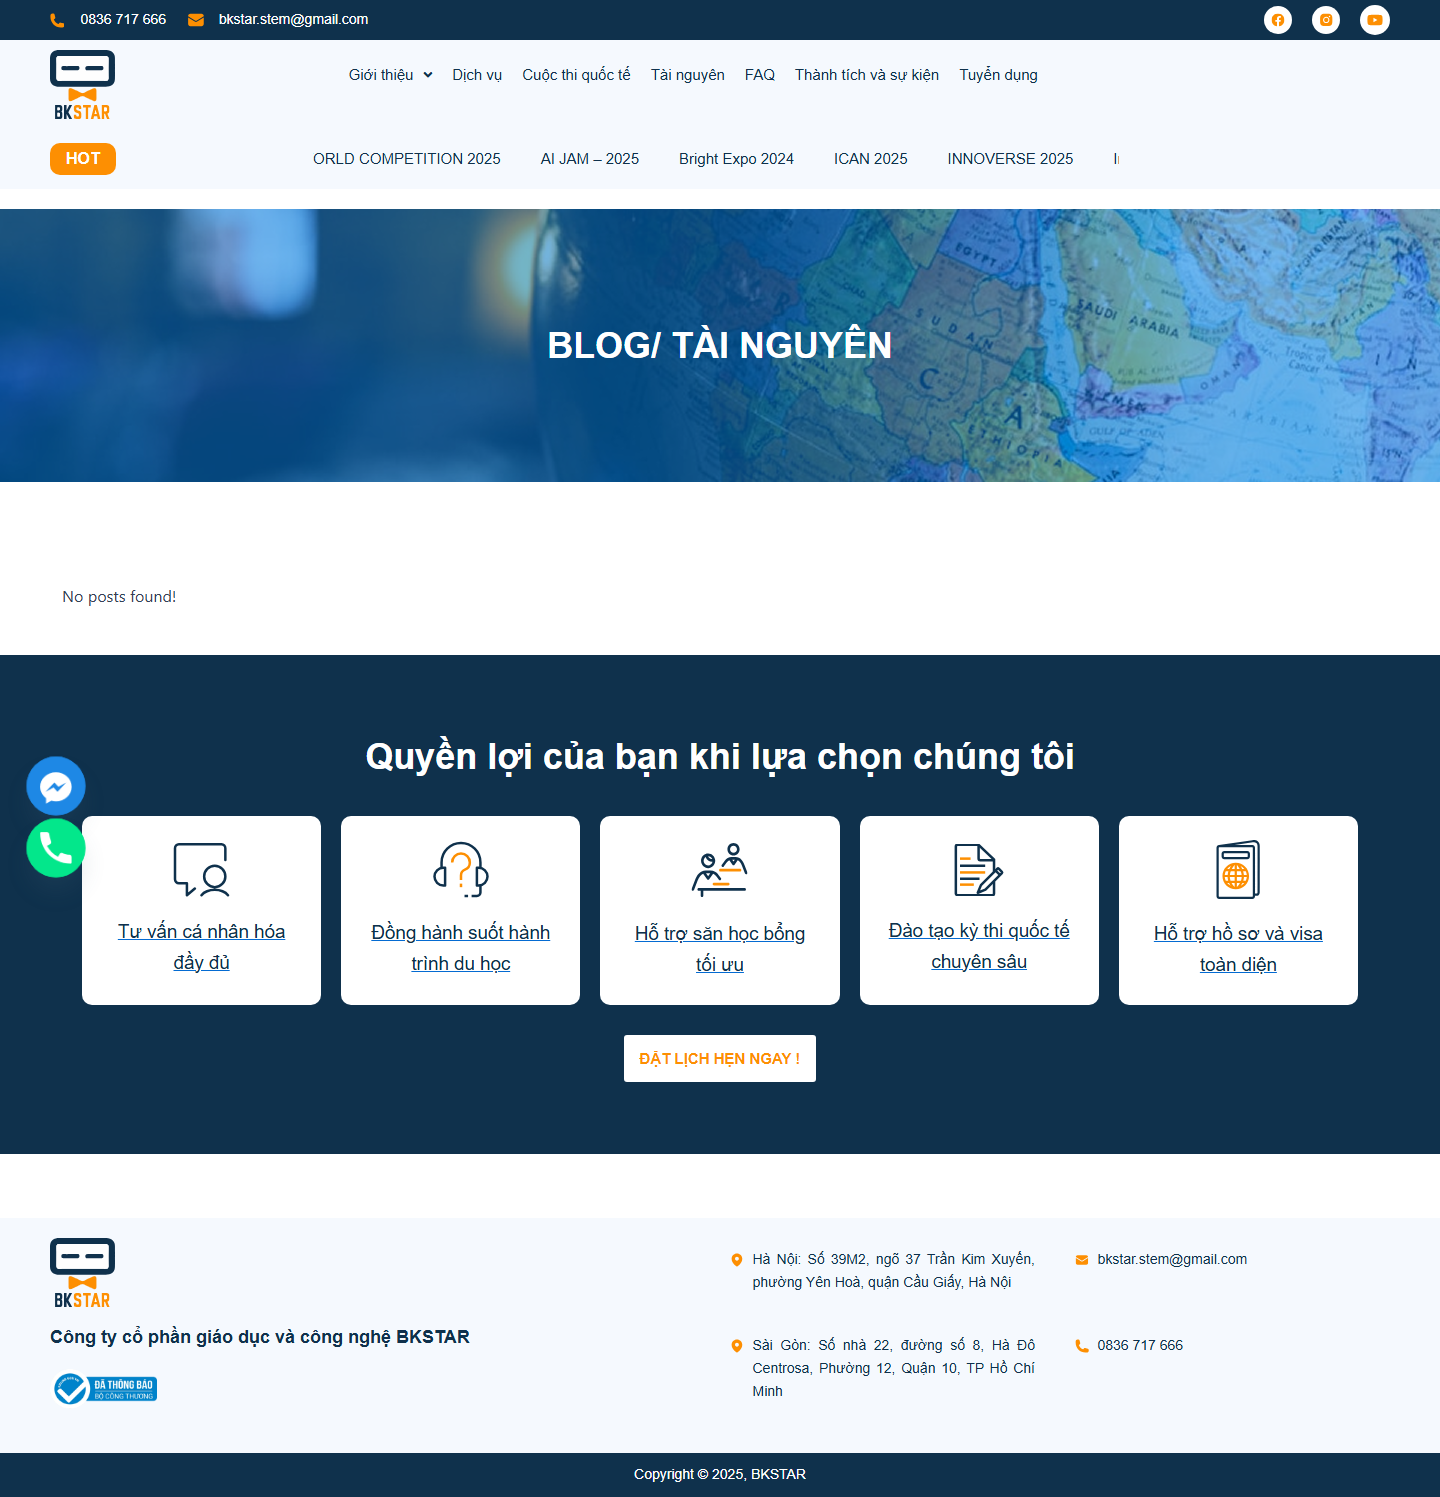 0836 717 666
bkstar.stem@gmail.com
BKSTAR
Giới thiệu
Dịch vụ
Cuộc thi quốc tế
Tài nguyên
FAQ
Thành tích và sự kiện
Tuyển dụng
HOT
ORLD COMPETITION 2025
AI JAM – 2025
Bright Expo 2024
ICAN 2025
INNOVERSE 2025
EGYPT
SUDAN
SAUDI ARABIA
OMAN
ETHIOPIA
BLOG/ TÀI NGUYÊN
No posts found!
Quyền lợi của bạn khi lựa chọn chúng tôi
Tư vấn cá nhân hóa
đầy đủ
Đồng hành suốt hành
trình du học
Hỗ trợ săn học bổng
tối ưu
Đào tạo kỳ thi quốc tế
chuyên sâu
Hỗ trợ hồ sơ và visa
toàn diện
ĐẶT LỊCH HẸN NGAY !
BKSTAR
Công ty cổ phần giáo dục và công nghệ BKSTAR
ĐÃ THÔNG BÁO
BỘ CÔNG THƯƠNG
Hà Nội: Số 39M2, ngõ 37 Trần Kim Xuyến,
phường Yên Hoà, quận Cầu Giấy, Hà Nội
bkstar.stem@gmail.com
Sài Gòn: Số nhà 22, đường số 8, Hà Đô
Centrosa, Phường 12, Quận 10, TP Hồ Chí
Minh
0836 717 666
Copyright © 2025, BKSTAR